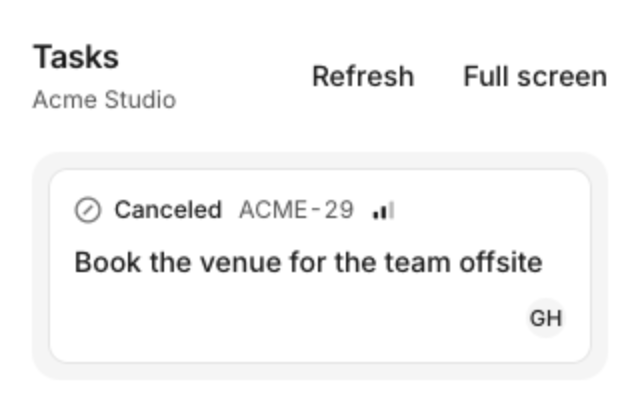 Tasks
Acme Studio
Refresh
Full screen
Canceled ACME-29
Book the venue for the team offsite
GH